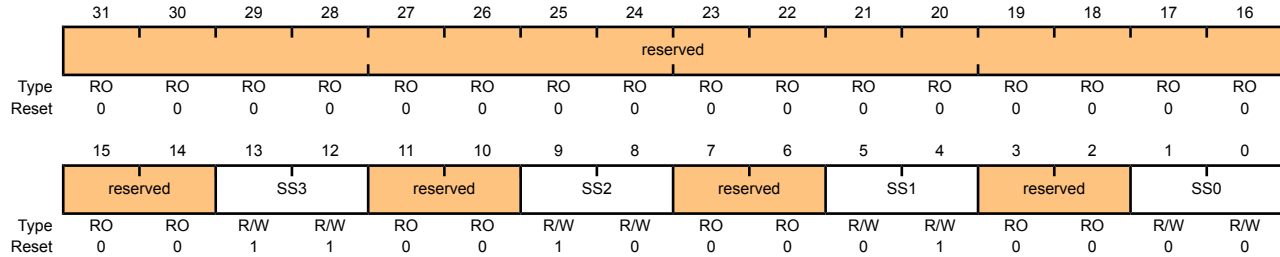 31 30 29 28 27 26 25 24 23 22 21 20 19 18 17 16
reserved
Type RO RO RO RO RO RO RO RO RO RO RO RO RO RO RO RO
Reset 0 0 0 0 0 0 0 0 0 0 0 0 0 0 0 0
15 14 13 12 11 10 9 8 7 6 5 4 3 2 1 0
reserved SS3 reserved SS2 reserved SS1 reserved SS0
Type RO RO R/W R/W RO RO R/W R/W RO RO R/W R/W RO RO R/W R/W
Reset 0 0 1 1 0 0 1 0 0 0 0 1 0 0 0 0